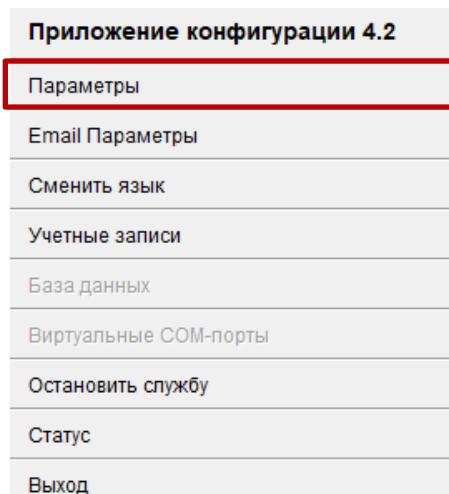 Приложение конфигурации 4.2
Параметры
Email Параметры
Сменить язык
Учетные записи
База данных
Виртуальные COM-порты
Остановить службу
Статус
Выход